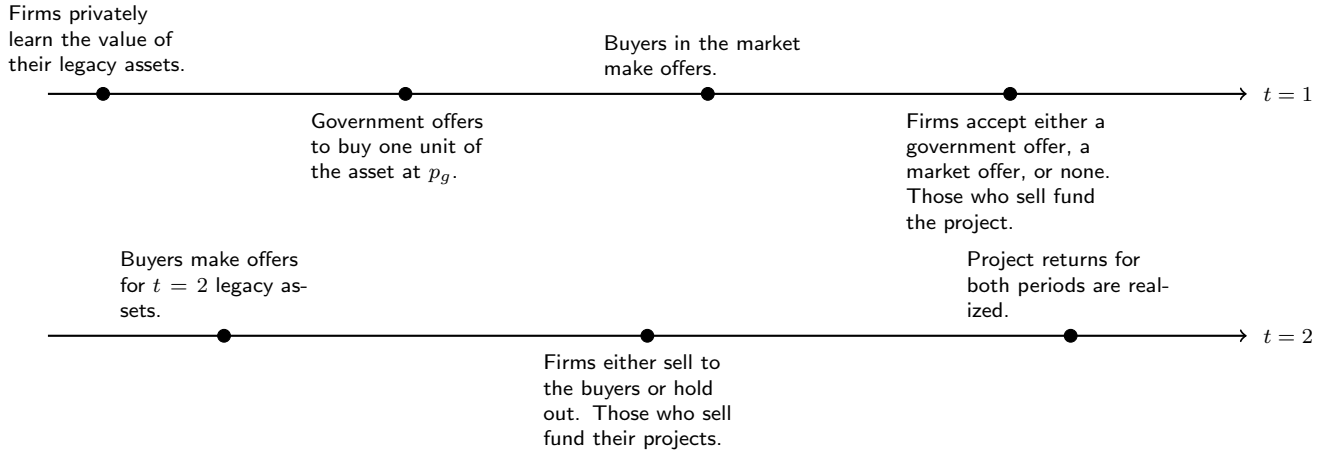 Firms privately
learn the value of
their legacy assets.
Buyers in the market
make offers.
t = 1
Government offers
to buy one unit of
the asset at p_g.
Firms accept either a
government offer, a
market offer, or none.
Those who sell fund
the project.
Buyers make offers
for t = 2 legacy as-
sets.
Project returns for
both periods are real-
ized.
t = 2
Firms either sell to
the buyers or hold
out. Those who sell
fund their projects.